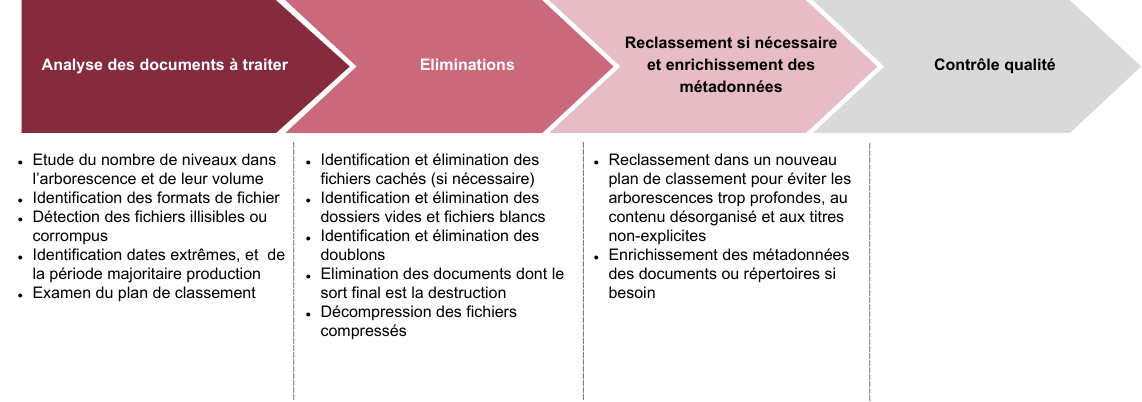 Analyse des documents à traiter
Eliminations
Reclassement si nécessaire
et enrichissement des
métadonnées
Contrôle qualité
• Etude du nombre de niveaux dans
l’arborescence et de leur volume
• Identification des formats de fichier
• Détection des fichiers illisibles ou
corrompus
• Identification dates extrêmes, et  de
la période majoritaire production
• Examen du plan de classement
• Identification et élimination des
fichiers cachés (si nécessaire)
• Identification et élimination des
dossiers vides et fichiers blancs
• Identification et élimination des
doublons
• Elimination des documents dont le
sort final est la destruction
• Décompression des fichiers
compressés
• Reclassement dans un nouveau
plan de classement pour éviter les
arborescences trop profondes, au
contenu désorganisé et aux titres
non-explicites
• Enrichissement des métadonnées
des documents ou répertoires si
besoin